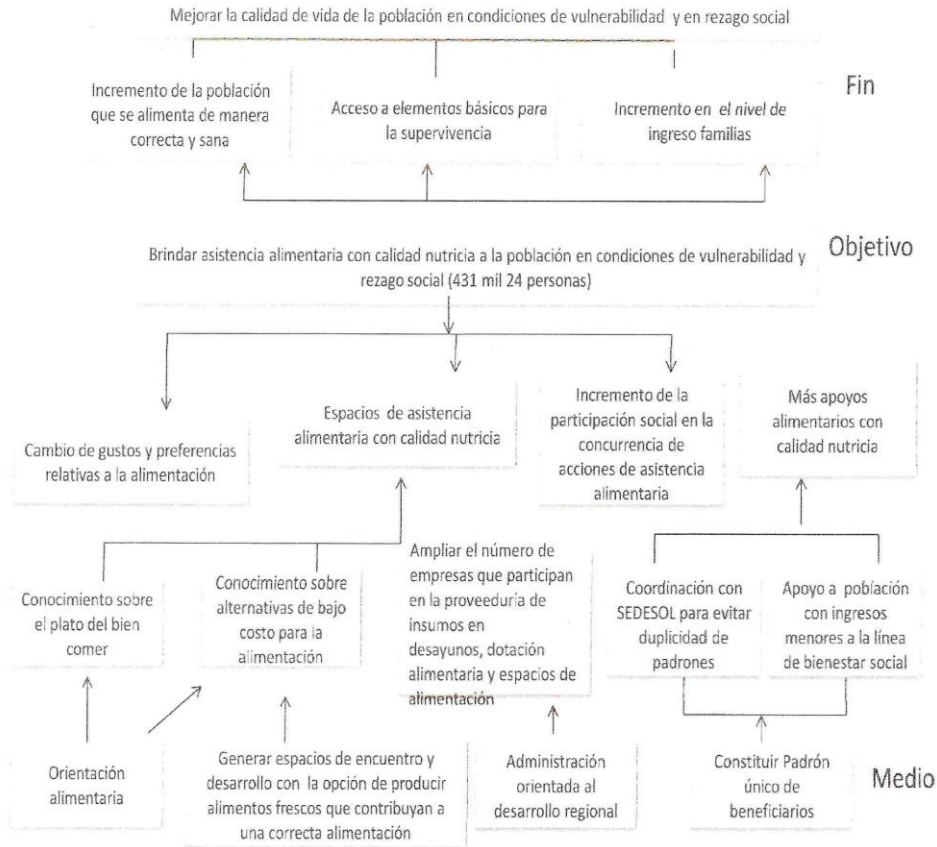 Mejorar la calidad de vida de la población en condiciones de vulnerabilidad y en rezago social
Fin
Incremento de la población
que se alimenta de manera
correcta y sana
Acceso a elementos básicos para
la supervivencia
Incremento en el nivel de
ingreso familias
Objetivo
Brindar asistencia alimentaria con calidad nutricia a la población en condiciones de vulnerabilidad y
rezago social (431 mil 24 personas)
Cambio de gustos y preferencias
relativas a la alimentación
Espacios de asistencia
alimentaria con calidad nutricia
Incremento de la
participación social en la
concurrencia de
acciones de asistencia
alimentaria
Más apoyos
alimentarios con
calidad nutricia
Conocimiento sobre
el plato del bien
comer
Conocimiento sobre
alternativas de bajo
costo para la
alimentación
Ampliar el número de
empresas que participan
en la proveeduría de
insumos en
desayunos, dotación
alimentaria y espacios de
alimentación
Coordinación con
SEDESOL para evitar
duplicidad de
padrones
Apoyo a población
con ingresos
menores a la línea
de bienestar social
Orientación
alimentaria
Generar espacios de encuentro y
desarrollo con la opción de producir
alimentos frescos que contribuyan a
una correcta alimentación
Administración
orientada al
desarrollo regional
Constituir Padrón
único de
beneficiarios
Medio